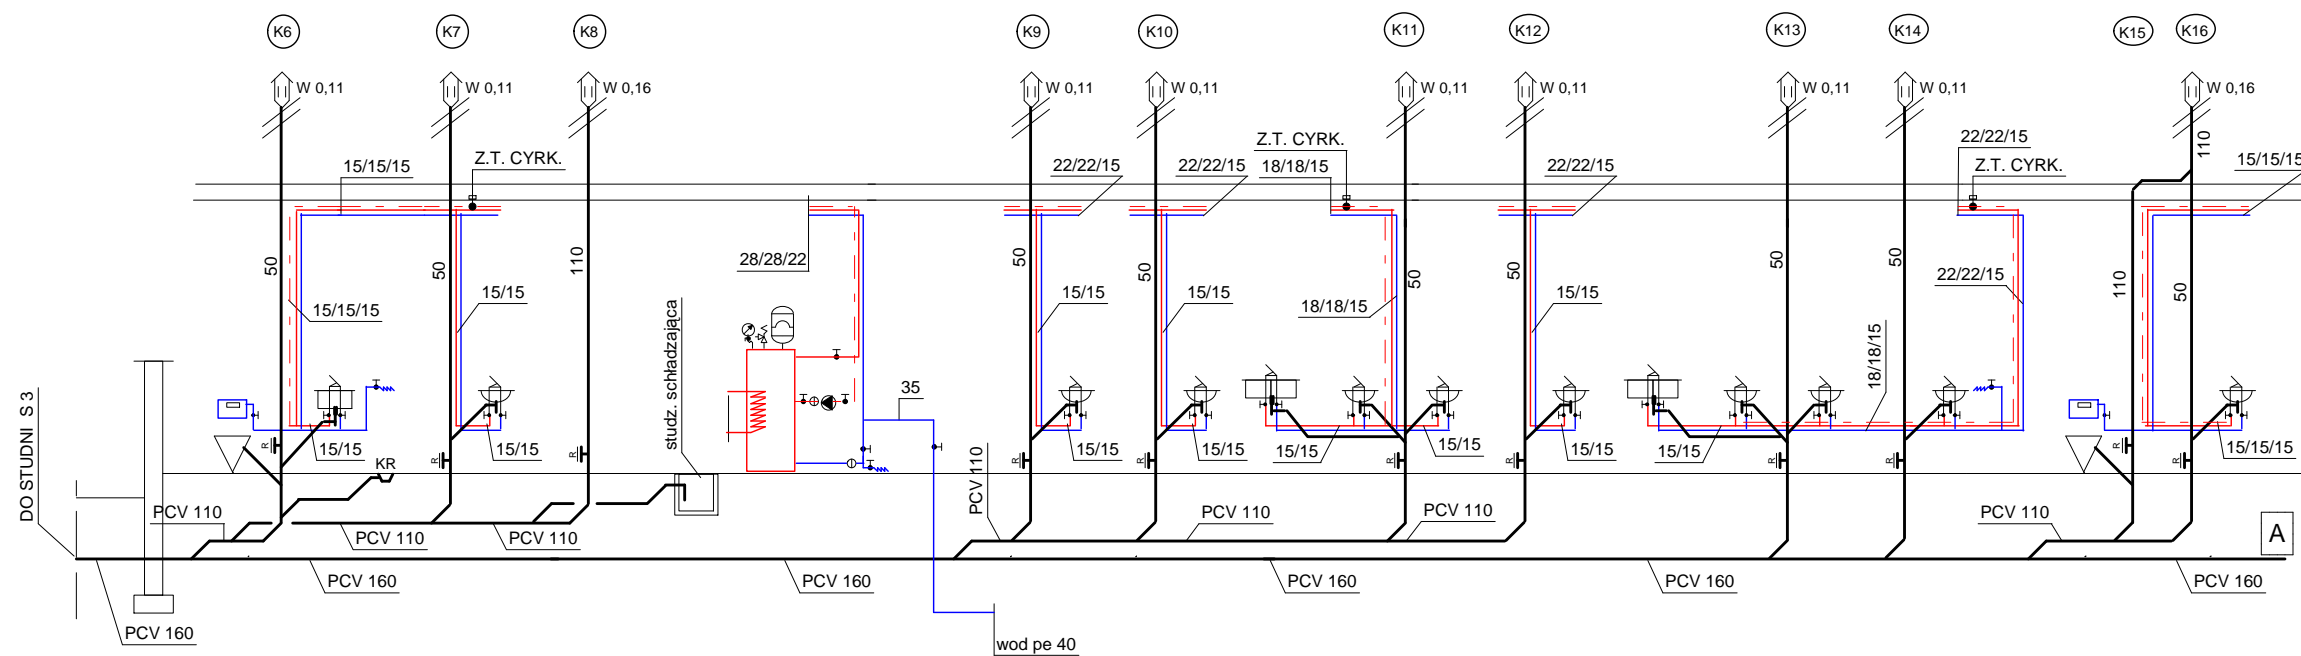 K6 K7 K8 K9 K10 K11 K12 K13 K14 K15 K16
W 0,11 W 0,11 W 0,16 W 0,11 W 0,11 W 0,11 W 0,11 W 0,11 W 0,11 W 0,16
110
Z.T. CYRK. Z.T. CYRK. 22/22/15
15/15/15 22/22/15 22/22/15 18/18/15 22/22/15 Z.T. CYRK. 15/15/15
50 50 110 28/28/22 50 50 50 50 50 50 22/22/15 110 50
15/15/15 15/15 15/15 15/15 18/18/15 15/15
studz. schładzająca
18/18/15
35
DO STUDNI S 3
R R R R R R R R R R R
15/15 15/15 15/15 15/15 15/15 15/15 15/15 15/15 15/15/15
KR
PCV 110
PCV 110 PCV 110 PCV 110 PCV 110
PCV 110 PCV 110 A
PCV 160 PCV 160 PCV 160 PCV 160 PCV 160
PCV 160 wod pe 40